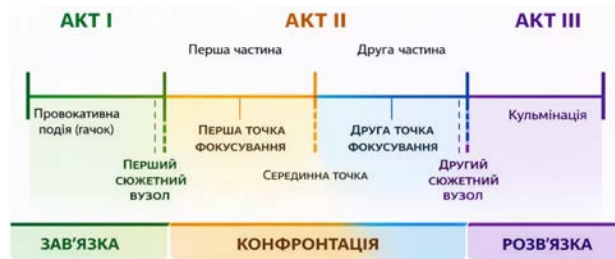 АКТ I
АКТ II
АКТ III
Перша частина
Друга частина
Провокативна
подія (гачок)
ПЕРША ТОЧКА
ФОКУСУВАННЯ
ДРУГА ТОЧКА
ФОКУСУВАННЯ
Кульмінація
ПЕРШИЙ
СЮЖЕТНИЙ
ВУЗОЛ
Серединна точка
ДРУГИЙ
СЮЖЕТНИЙ
ВУЗОЛ
ЗАВ'ЯЗКА
КОНФРОНТАЦІЯ
РОЗВ'ЯЗКА